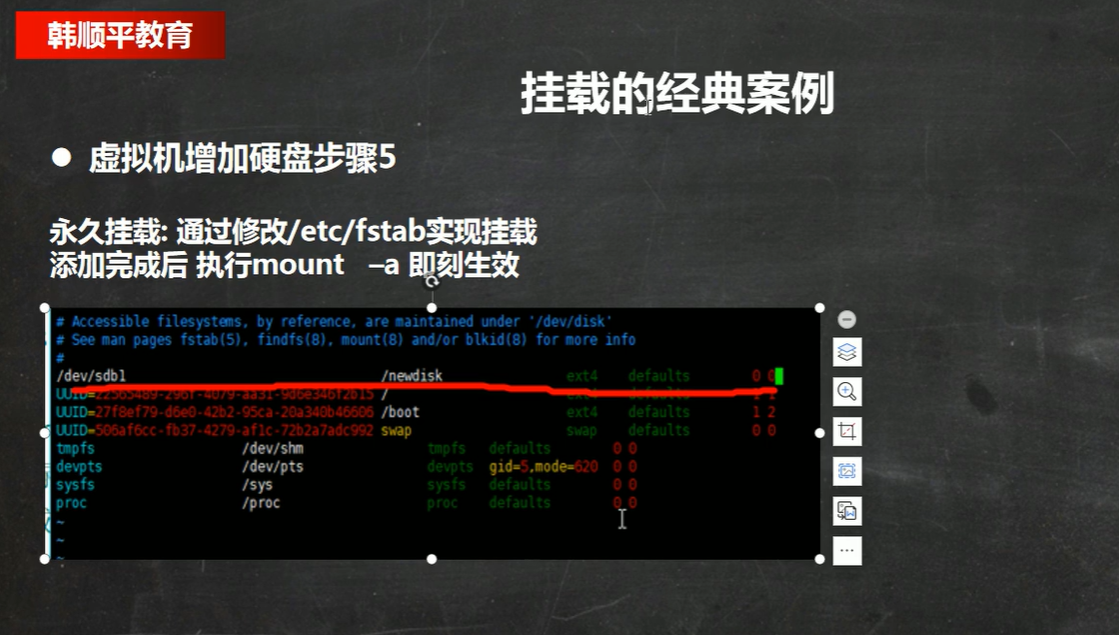 韩顺平教育
挂载的经典案例
● 虚拟机增加硬盘步骤5
永久挂载: 通过修改/etc/fstab实现挂载
添加完成后 执行mount –a 即刻生效
# Accessible filesystems, by reference, are maintained under '/dev/disk'
# See man pages fstab(5), findfs(8), mount(8) and/or blkid(8) for more info
#
/dev/sdb1 /newdisk ext4 defaults 0 0
/
UUID=27f8ef79-d6e0-42b2-95ca-20a340b46606 /boot ext4 defaults 1 2
UUID=506af6cc-fb37-4279-af1c-72b2a7adc992 swap swap defaults 0 0
tmpfs /dev/shm tmpfs defaults 0 0
devpts /dev/pts devpts gid=5,mode=620 0 0
sysfs /sys sysfs defaults 0 0
proc /proc proc defaults 0 0
~
~
~